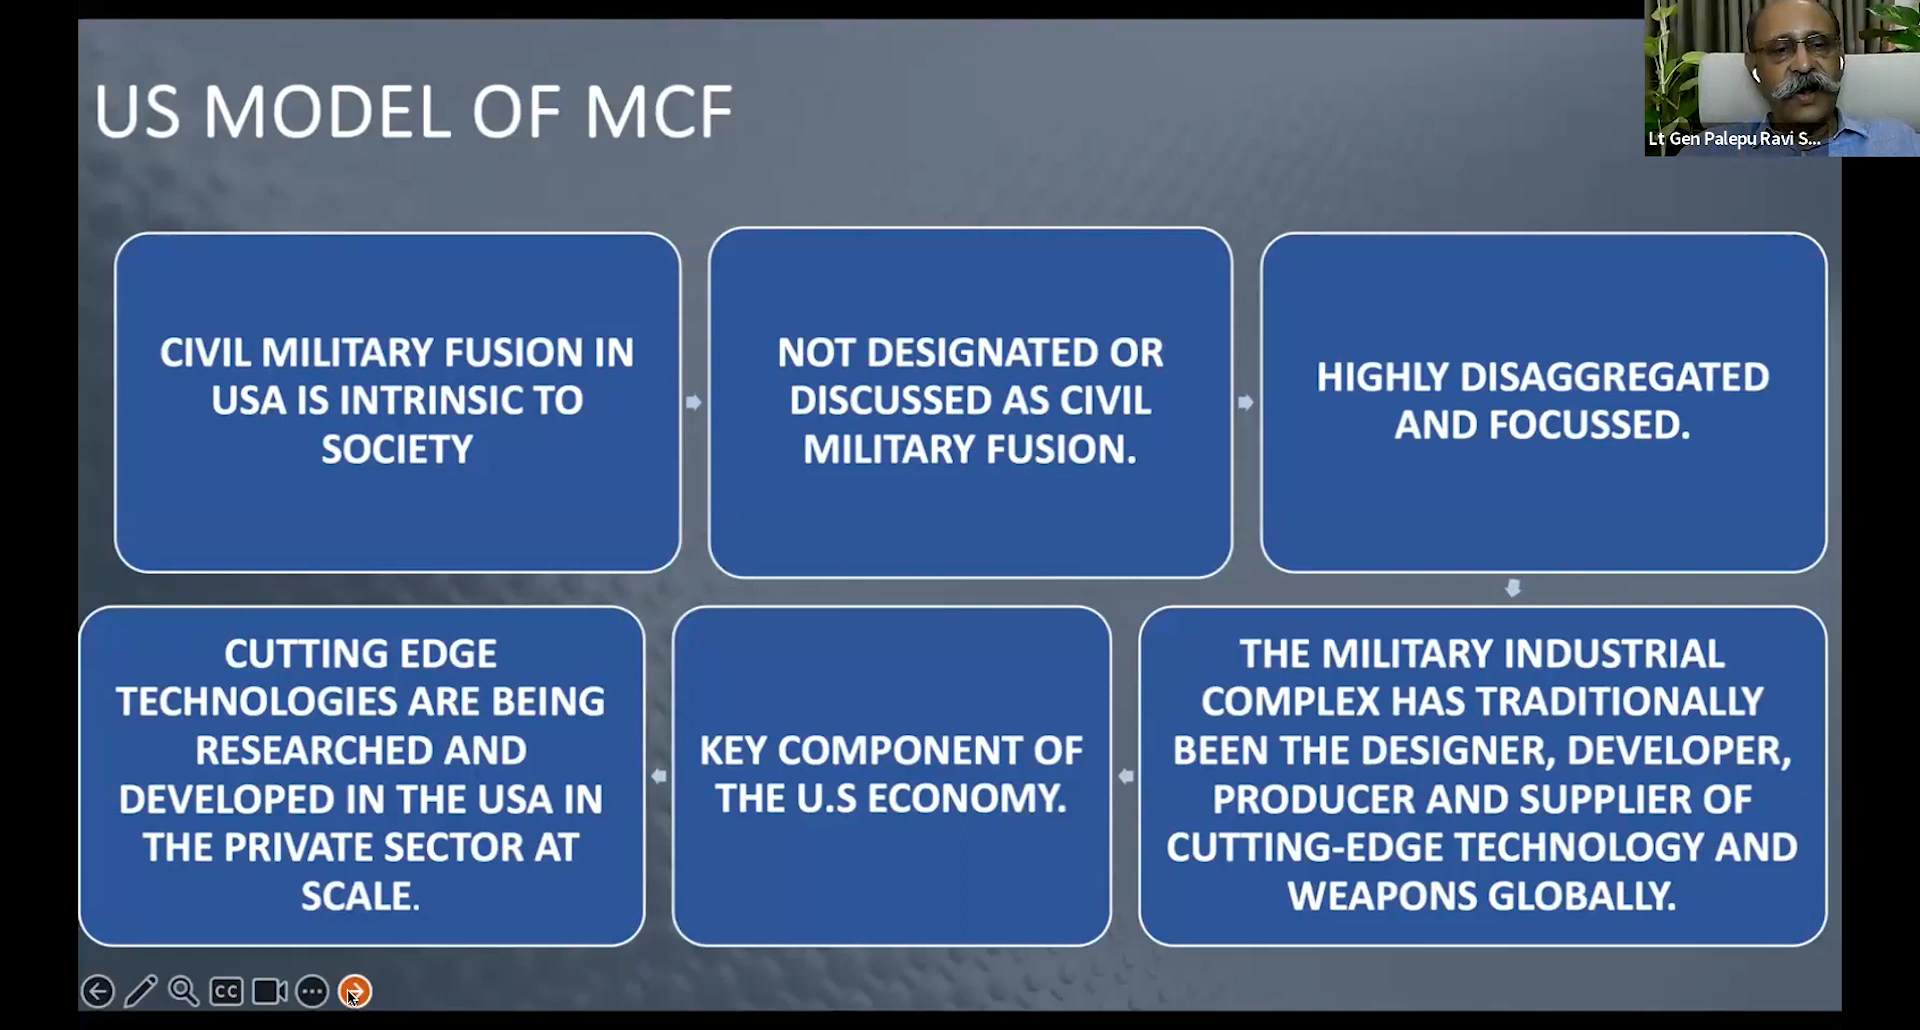 US MODEL OF MCF
Lt Gen Palepu Ravi S...
CIVIL MILITARY FUSION IN
USA IS INTRINSIC TO
SOCIETY
NOT DESIGNATED OR
DISCUSSED AS CIVIL
MILITARY FUSION.
HIGHLY DISAGGREGATED
AND FOCUSSED.
THE MILITARY INDUSTRIAL
COMPLEX HAS TRADITIONALLY
BEEN THE DESIGNER, DEVELOPER,
PRODUCER AND SUPPLIER OF
CUTTING-EDGE TECHNOLOGY AND
WEAPONS GLOBALLY.
KEY COMPONENT OF
THE U.S ECONOMY.
CUTTING EDGE
TECHNOLOGIES ARE BEING
RESEARCHED AND
DEVELOPED IN THE USA IN
THE PRIVATE SECTOR AT
SCALE.
CC